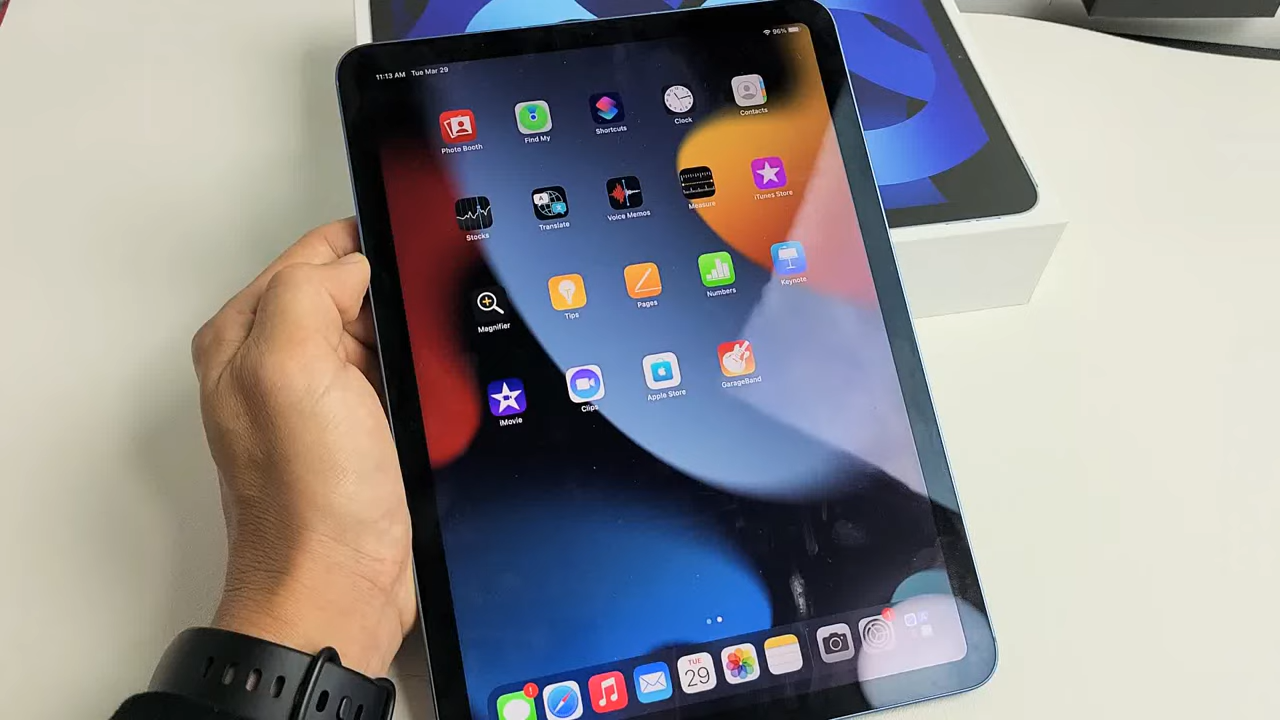 11:13 AM Tue Mar 29
96%
Photo Booth
Find My
Shortcuts
Clock
Contacts
Stocks
Translate
Voice Memos
Measure
iTunes Store
Magnifier
Tips
Pages
Numbers
Keynote
iMovie
Clips
Apple Store
GarageBand
1
TUE
29